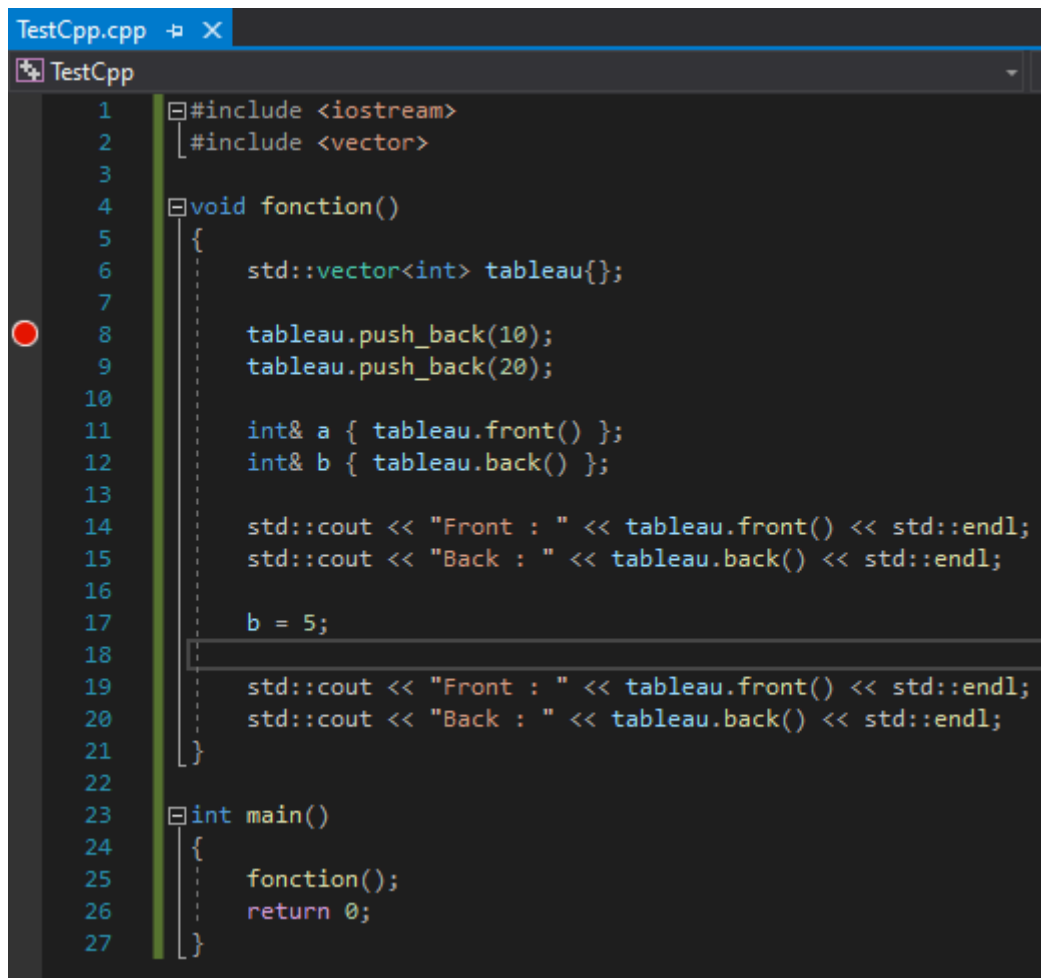 TestCpp.cpp
TestCpp
1 #include <iostream>
2 #include <vector>
3
4 void fonction()
5 {
6 std::vector<int> tableau{};
7
8 tableau.push_back(10);
9 tableau.push_back(20);
10
11 int& a { tableau.front() };
12 int& b { tableau.back() };
13
14 std::cout << "Front : " << tableau.front() << std::endl;
15 std::cout << "Back : " << tableau.back() << std::endl;
16
17 b = 5;
18
19 std::cout << "Front : " << tableau.front() << std::endl;
20 std::cout << "Back : " << tableau.back() << std::endl;
21 }
22
23 int main()
24 {
25 fonction();
26 return 0;
27 }